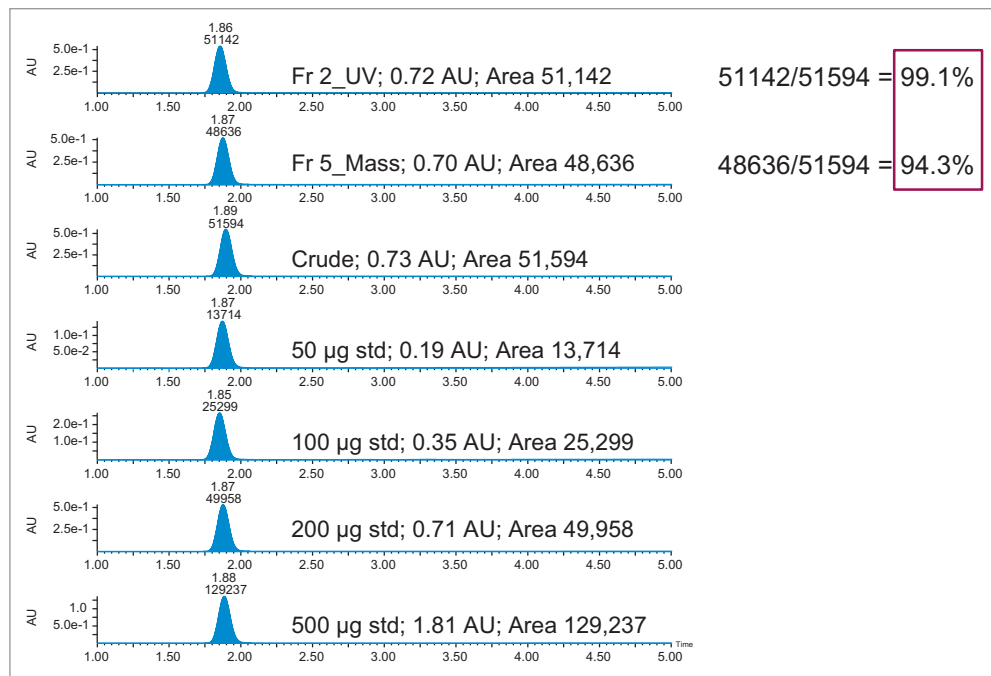 1.86
51142
AU
5.0e-1
2.5e-1
Fr 2_UV; 0.72 AU; Area 51,142
51142/51594 = 99.1%
1.00 1.50 2.00 2.50 3.00 3.50 4.00 4.50 5.00
1.87
48636
AU
5.0e-1
2.5e-1
Fr 5_Mass; 0.70 AU; Area 48,636
48636/51594 = 94.3%
1.00 1.50 2.00 2.50 3.00 3.50 4.00 4.50 5.00
1.89
51594
AU
5.0e-1
2.5e-1
Crude; 0.73 AU; Area 51,594
1.00 1.50 2.00 2.50 3.00 3.50 4.00 4.50 5.00
1.87
13714
AU
1.0e-1
5.0e-2
50 µg std; 0.19 AU; Area 13,714
1.00 1.50 2.00 2.50 3.00 3.50 4.00 4.50 5.00
1.85
25299
AU
2.0e-1
1.0e-1
100 µg std; 0.35 AU; Area 25,299
1.00 1.50 2.00 2.50 3.00 3.50 4.00 4.50 5.00
1.87
49958
AU
5.0e-1
2.5e-1
200 µg std; 0.71 AU; Area 49,958
1.00 1.50 2.00 2.50 3.00 3.50 4.00 4.50 5.00
1.88
129237
AU
1.0
5.0e-1
500 µg std; 1.81 AU; Area 129,237
Time
1.00 1.50 2.00 2.50 3.00 3.50 4.00 4.50 5.00